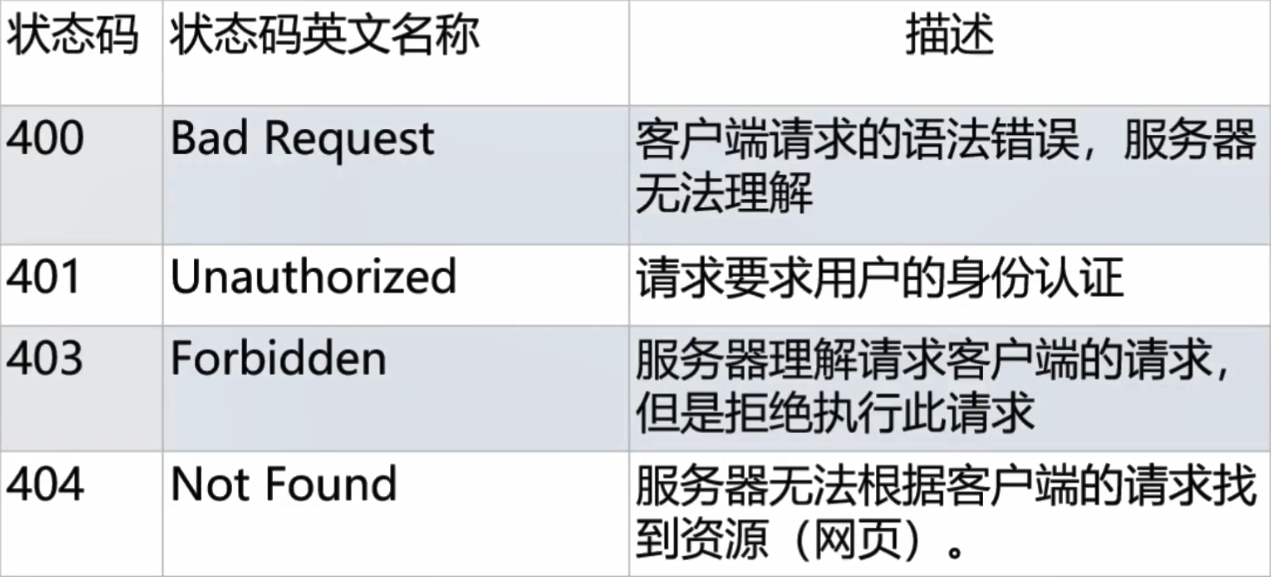 状态码 状态码英文名称 描述
400 Bad Request 客户端请求的语法错误，服务器
无法理解
401 Unauthorized 请求要求用户的身份认证
403 Forbidden 服务器理解请求客户端的请求，
但是拒绝执行此请求
404 Not Found 服务器无法根据客户端的请求找
到资源（网页）。